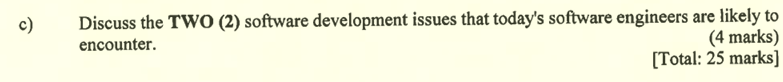 c) Discuss the TWO (2) software development issues that today's software engineers are likely to
encounter. (4 marks)
[Total: 25 marks]